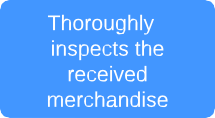 Thoroughly
inspects the
received
merchandise